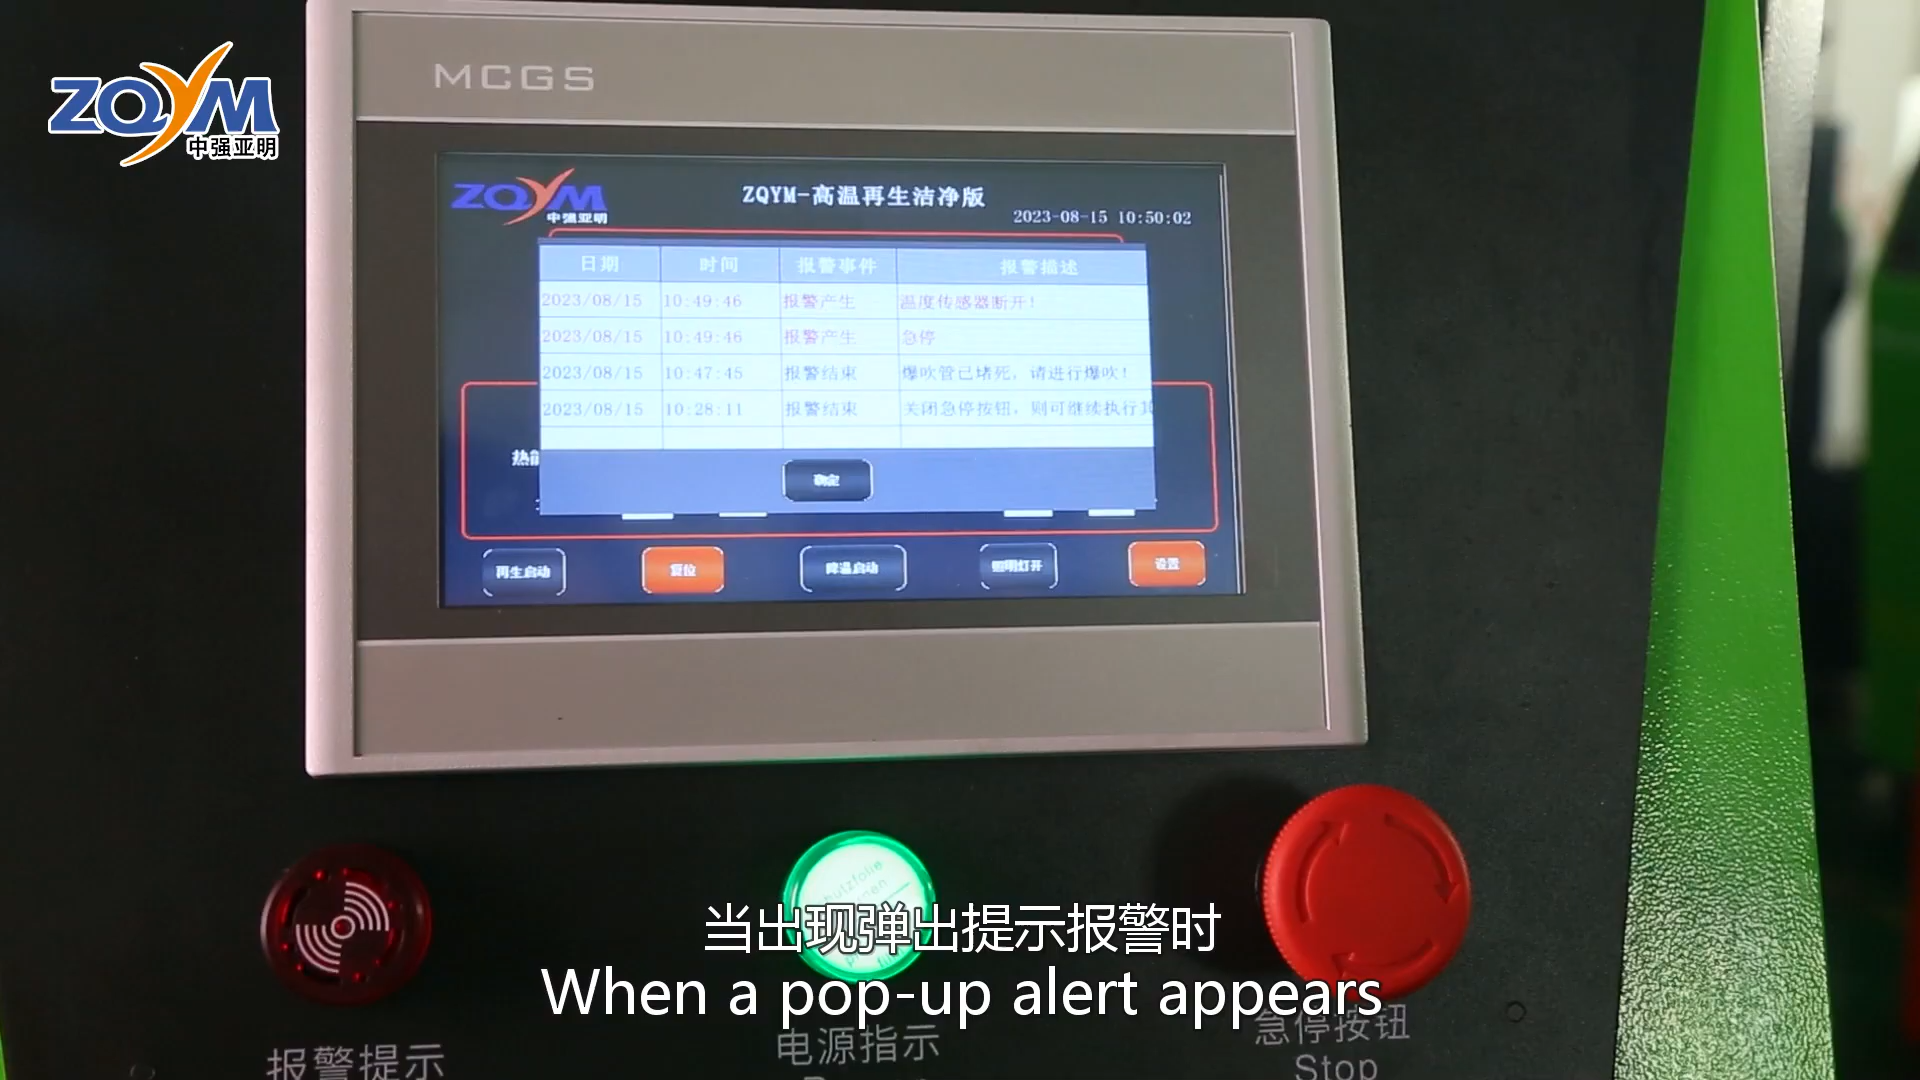 ZQYM
中强亚明
MCGS
ZQYM
中强亚明
ZQYM-高温再生洁净版
2023-08-15 10:50:02
日期 时间 报警事件 报警描述
2023/08/15 10:49:46 报警产生 温度传感器断开!
2023/08/15 10:49:46 报警产生 急停
2023/08/15 10:47:45 报警结束 爆吹管已堵死，请进行爆吹!
2023/08/15 10:28:11 报警结束 关闭急停按钮，则可继续执行其
热能
确定
再生启动 复位 降温启动 照明灯开 设置
当出现弹出提示报警时
When a pop-up alert appears
报警提示
电源指示
急停按钮
Stop